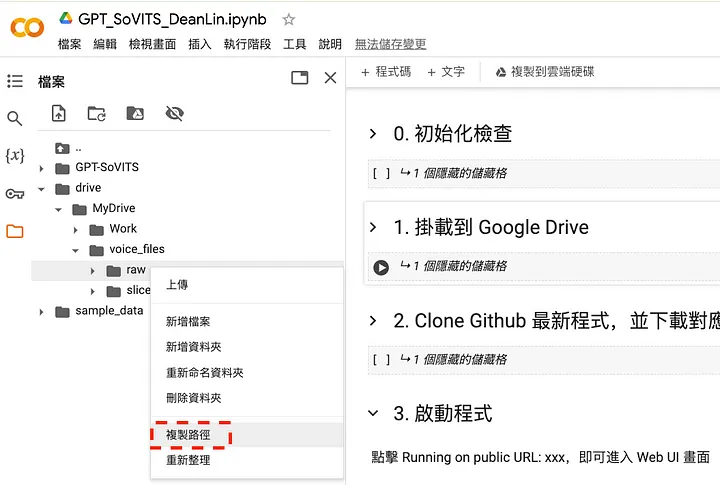 GPT_SoVITS_DeanLin.ipynb
檔案 編輯 檢視畫面 插入 執行階段 工具 說明 無法儲存變更
檔案
..
GPT-SoVITS
drive
MyDrive
Work
voice_files
raw
slice
sample_data
上傳
新增檔案
新增資料夾
重新命名資料夾
刪除資料夾
複製路徑
重新整理
{x}
+ 程式碼 + 文字 複製到雲端硬碟
0. 初始化檢查
[ ] ↪ 1 個隱藏的儲存格
1. 掛載到 Google Drive
↪ 1 個隱藏的儲存格
2. Clone Github 最新程式，並下載對應
[ ] ↪ 1 個隱藏的儲存格
3. 啟動程式
點擊 Running on public URL: xxx，即可進入 Web UI 畫面